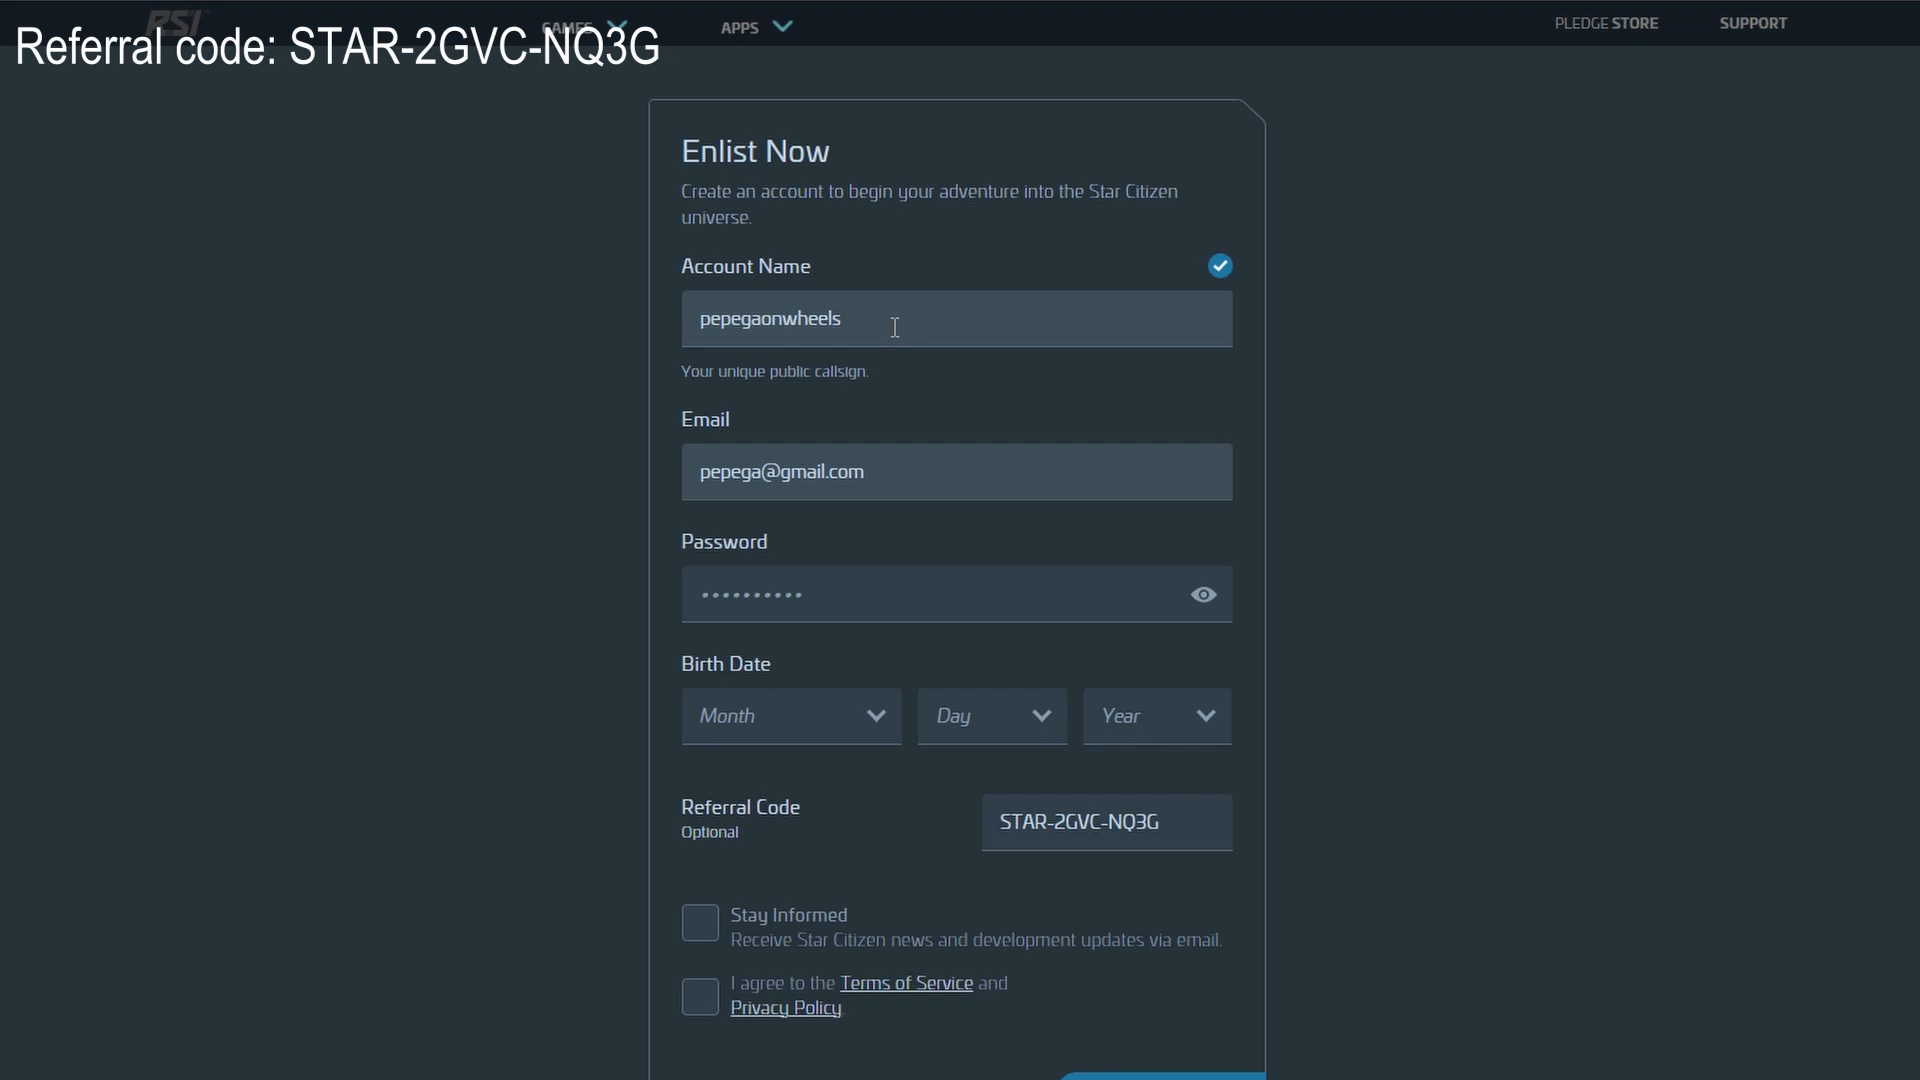 RSI
GAMES
APPS
PLEDGE STORE
SUPPORT
Referral code: STAR-2GVC-NQ3G
Enlist Now
Create an account to begin your adventure into the Star Citizen
universe.
Account Name
pepegaonwheels
Your unique public callsign.
Email
pepega@gmail.com
Password
••••••••••
Birth Date
Month
Day
Year
Referral Code
Optional
STAR-2GVC-NQ3G
Stay Informed
Receive Star Citizen news and development updates via email.
I agree to the Terms of Service and
Privacy Policy.